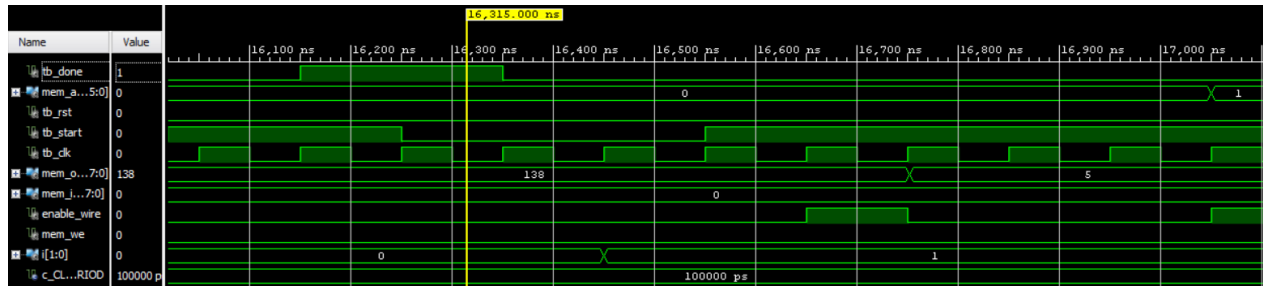 16,315.000 ns
Name Value 16,100 ns 16,200 ns 16,300 ns 16,400 ns 16,500 ns 16,600 ns 16,700 ns 16,800 ns 16,900 ns 17,000 ns
tb_done 1
mem_a...5:0] 0 0 1
tb_rst 0
tb_start 0
tb_clk 0
mem_o...7:0] 138 138 5
mem_i...7:0] 0 0
enable_wire 0
mem_we 0
i[1:0] 0 0 1
c_CL...RIOD 100000 p 100000 ps